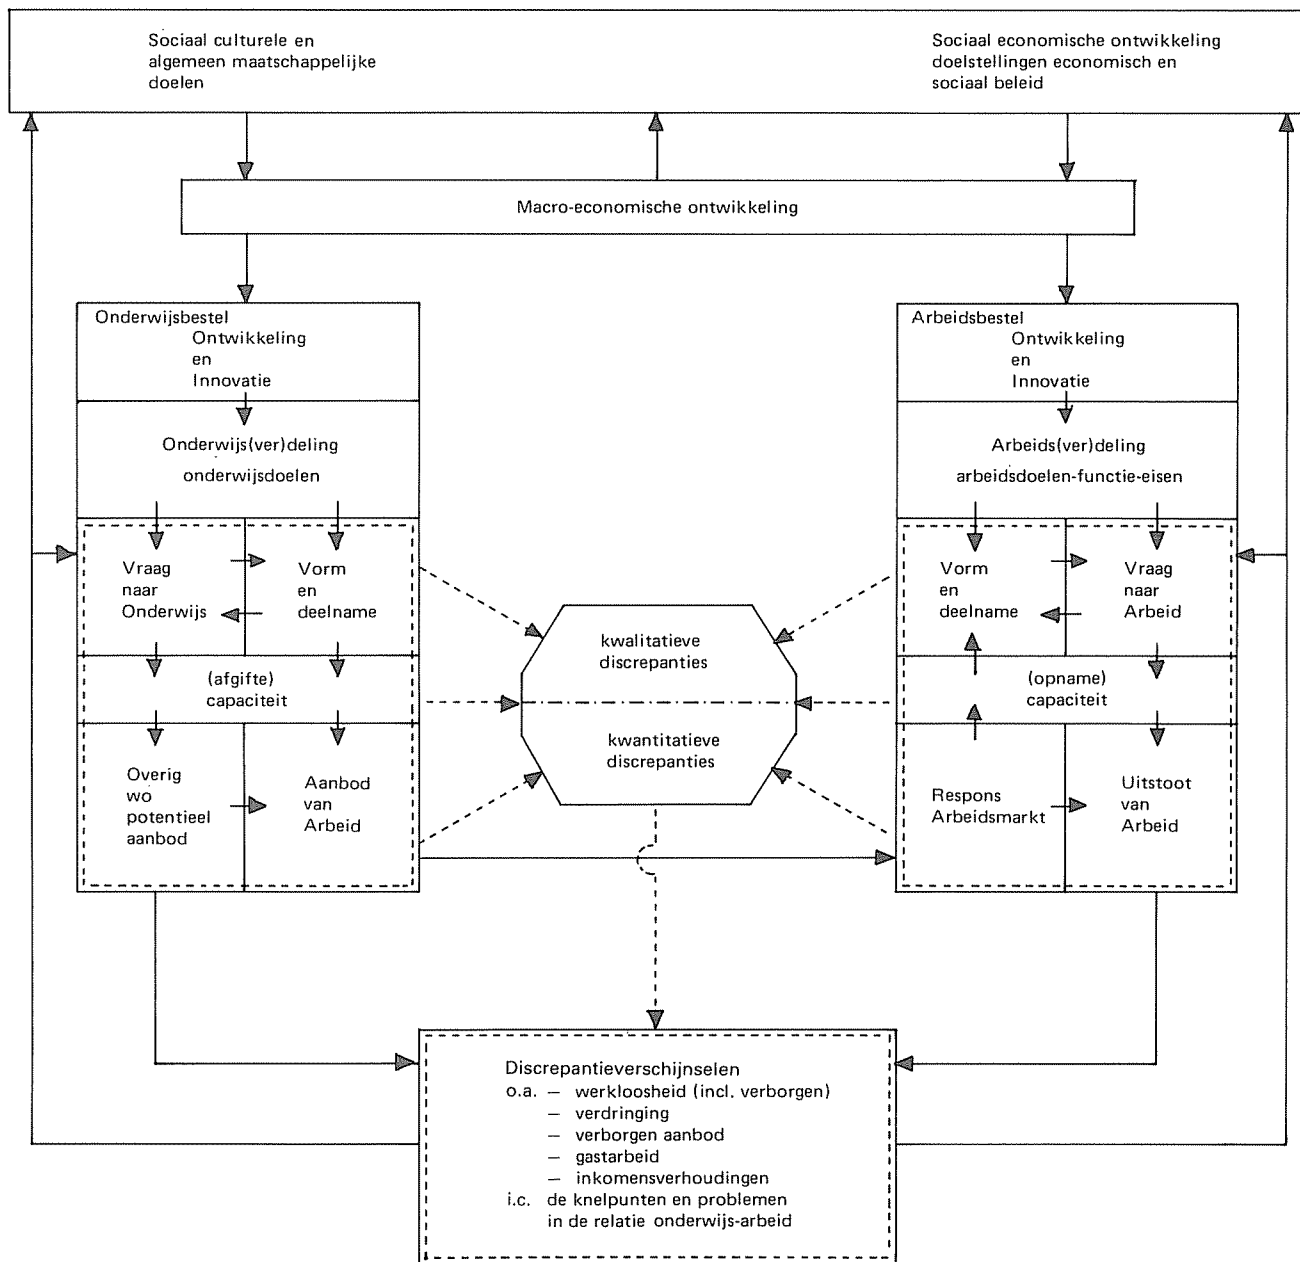 Sociaal culturele en
algemeen maatschappelijke
doelen
Sociaal economische ontwikkeling
doelstellingen economisch en
sociaal beleid
Macro-economische ontwikkeling
Onderwijsbestel
Ontwikkeling
en
Innovatie
Onderwijs(ver)deling
onderwijsdoelen
Vraag
naar
Onderwijs
Vorm
en
deelname
(afgifte)
capaciteit
Overig
wo
potentieel
aanbod
Aanbod
van
Arbeid
kwalitatieve
discrepanties
kwantitatieve
discrepanties
Arbeidsbestel
Ontwikkeling
en
Innovatie
Arbeids(ver)deling
arbeidsdoelen-functie-eisen
Vorm
en
deelname
Vraag
naar
Arbeid
(opname)
capaciteit
Respons
Arbeidsmarkt
Uitstoot
van
Arbeid
Discrepantieverschijnselen
o.a. — werkloosheid (incl. verborgen)
— verdringing
— verborgen aanbod
— gastarbeid
— inkomensverhoudingen
i.c. de knelpunten en problemen
in de relatie onderwijs-arbeid